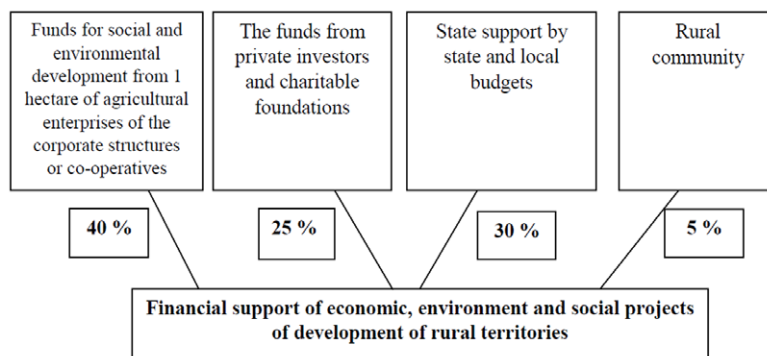 Funds for social and
environmental
development from 1
hectare of agricultural
enterprises of the
corporate structures
or co-operatives
The funds from
private investors
and charitable
foundations
State support by
state and local
budgets
Rural
community
40 %
25 %
30 %
5 %
Financial support of economic, environment and social projects
of development of rural territories